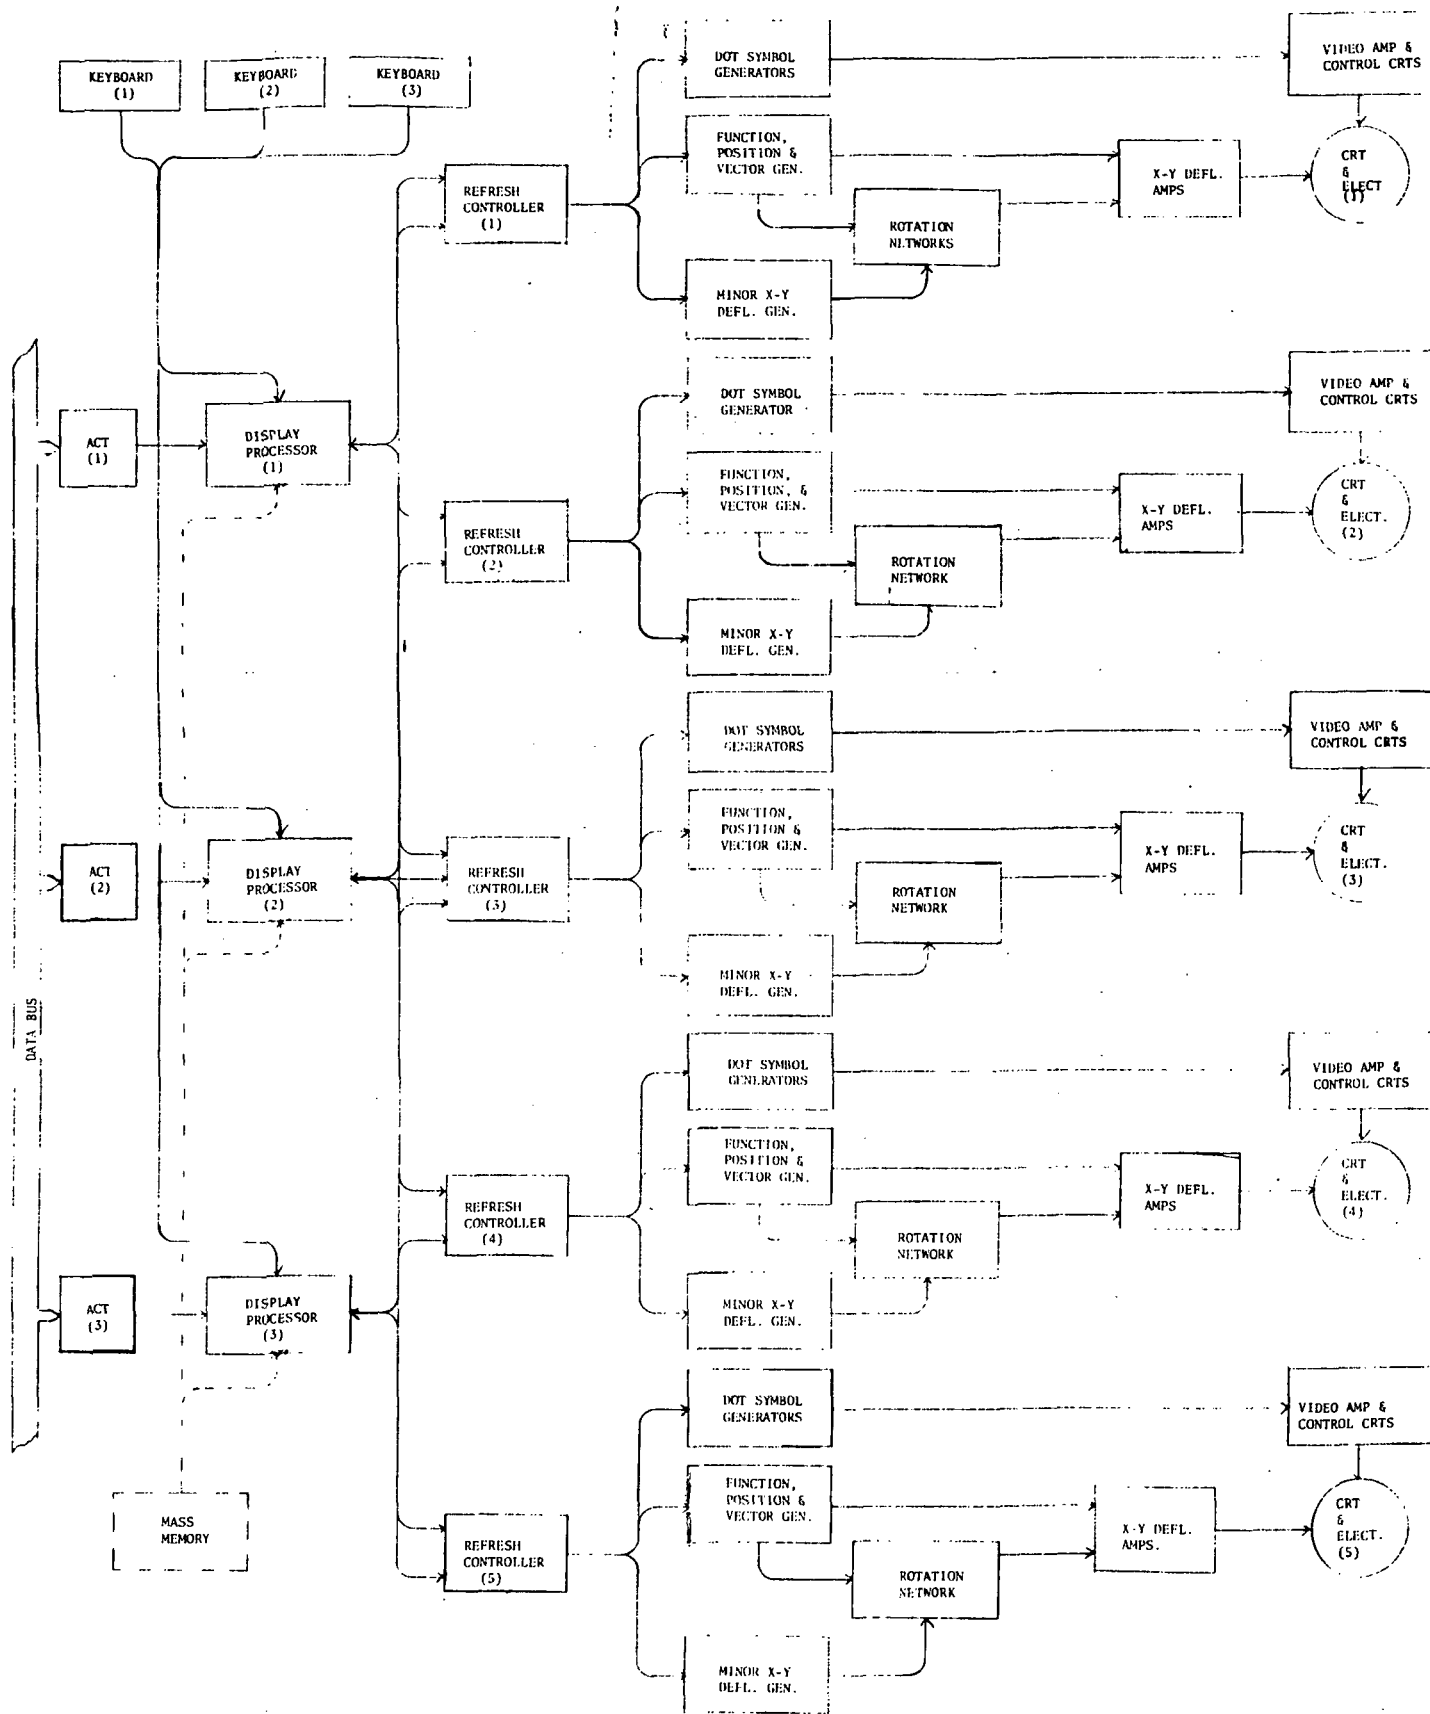 KEYBOARD
(1)
KEYBOARD
(2)
KEYBOARD
(3)
DATA BUS
ACT
(1)
DISPLAY
PROCESSOR
(1)
ACT
(2)
DISPLAY
PROCESSOR
(2)
ACT
(3)
DISPLAY
PROCESSOR
(3)
MASS
MEMORY
REFRESH
CONTROLLER
(1)
DOT SYMBOL
GENERATORS
FUNCTION,
POSITION &
VECTOR GEN.
MINOR X-Y
DEFL. GEN.
ROTATION
NETWORKS
X-Y DEFL.
AMPS
VIDEO AMP &
CONTROL CRTS
CRT
&
ELECT
(1)
REFRESH
CONTROLLER
(2)
DOT SYMBOL
GENERATOR
FUNCTION,
POSITION, &
VECTOR GEN.
MINOR X-Y
DEFL. GEN.
ROTATION
NETWORK
X-Y DEFL.
AMPS
VIDEO AMP &
CONTROL CRTS
CRT
&
ELECT.
(2)
REFRESH
CONTROLLER
(3)
DOT SYMBOL
GENERATORS
FUNCTION,
POSITION &
VECTOR GEN.
MINOR X-Y
DEFL. GEN.
ROTATION
NETWORK
X-Y DEFL.
AMPS
VIDEO AMP &
CONTROL CRTS
CRT
&
ELECT.
(3)
REFRESH
CONTROLLER
(4)
DOT SYMBOL
GENERATORS
FUNCTION,
POSITION &
VECTOR GEN.
MINOR X-Y
DEFL. GEN.
ROTATION
NETWORK
X-Y DEFL.
AMPS
VIDEO AMP &
CONTROL CRTS
CRT
&
ELECT.
(4)
REFRESH
CONTROLLER
(5)
DOT SYMBOL
GENERATORS
FUNCTION,
POSITION &
VECTOR GEN.
MINOR X-Y
DEFL. GEN.
ROTATION
NETWORK
X-Y DEFL.
AMPS.
VIDEO AMP &
CONTROL CRTS
CRT
&
ELECT.
(5)